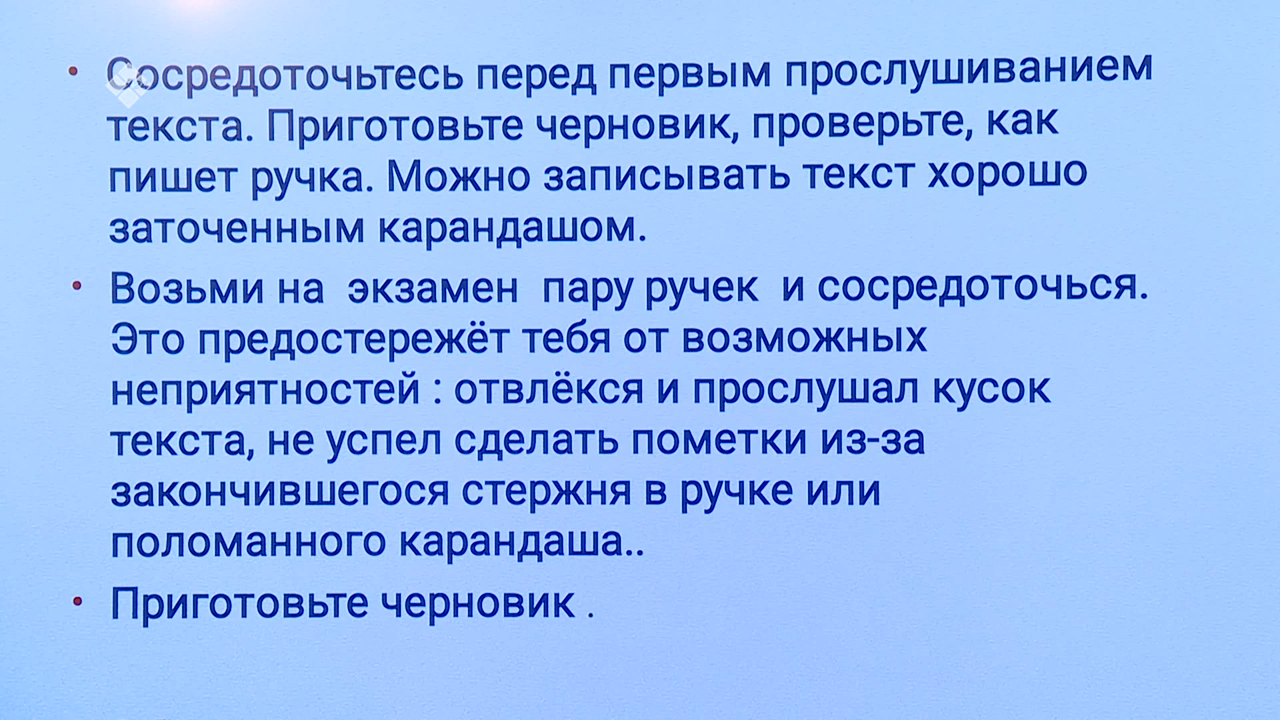 • Сосредоточьтесь перед первым прослушиванием
текста. Приготовьте черновик, проверьте, как
пишет ручка. Можно записывать текст хорошо
заточенным карандашом.
• Возьми на экзамен пару ручек и сосредоточься.
Это предостережёт тебя от возможных
неприятностей : отвлёкся и прослушал кусок
текста, не успел сделать пометки из-за
закончившегося стержня в ручке или
поломанного карандаша..
• Приготовьте черновик .